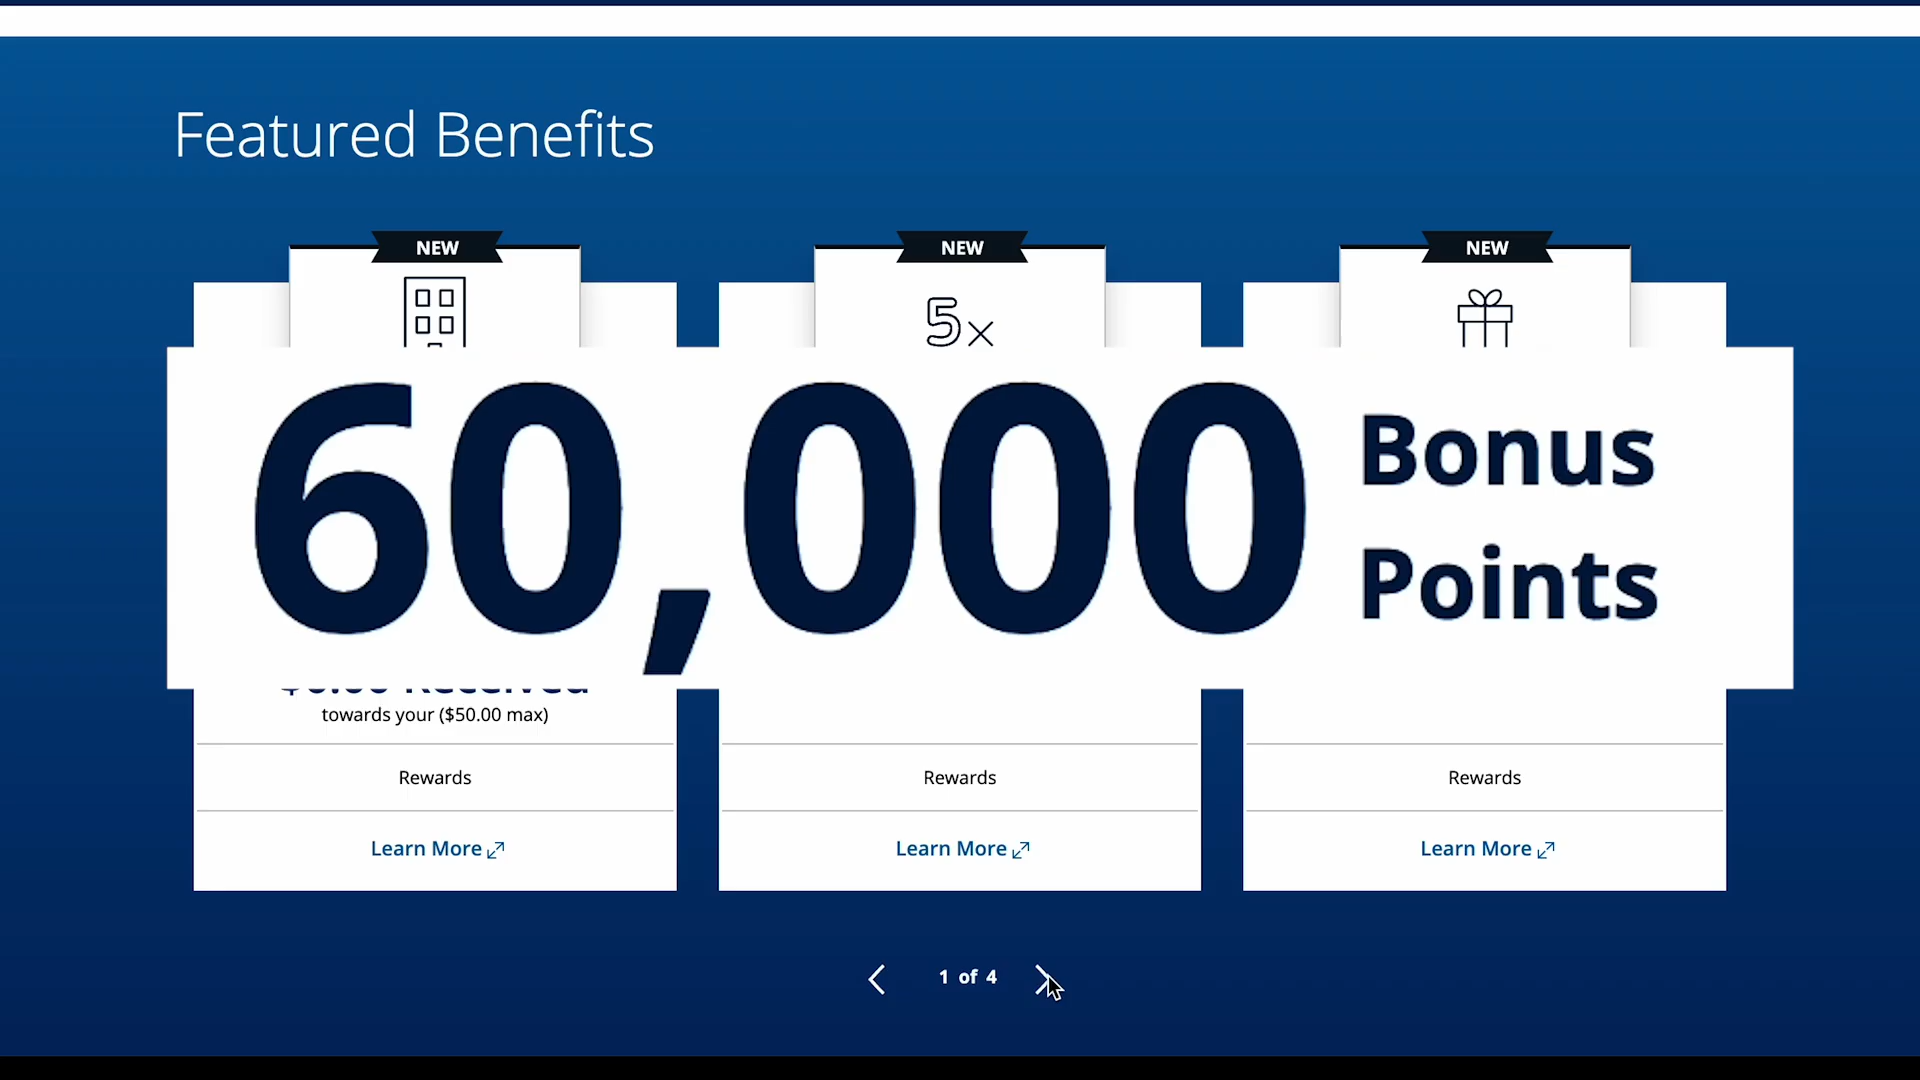 Featured Benefits
NEW
NEW
NEW
5x
60,000
Bonus
Points
towards your ($50.00 max)
Rewards
Rewards
Rewards
Learn More
Learn More
Learn More
1 of 4